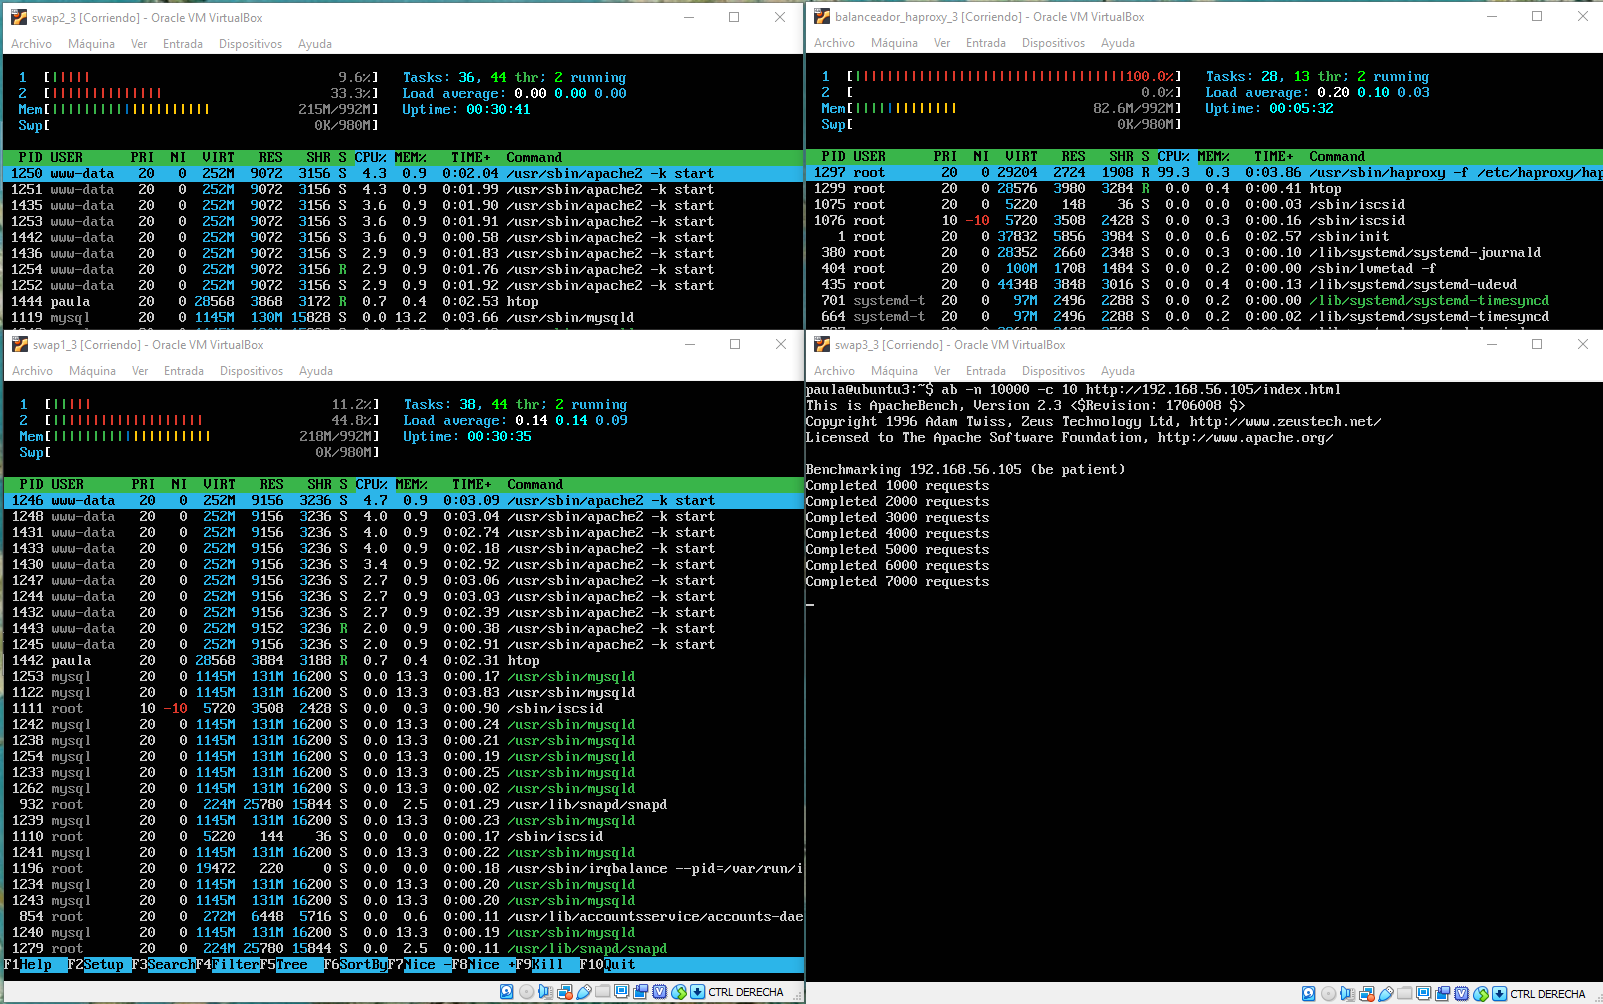 swap2_3 [Corriendo] - Oracle VM VirtualBox
Archivo Máquina Ver Entrada Dispositivos Ayuda
1 [|||||| 9.6%] Tasks: 36, 44 thr; 2 running
2 [|||||||||||||| 33.3%] Load average: 0.00 0.00 0.00
Mem[|||||||||||||||||||| 215M/992M] Uptime: 00:30:41
Swp[ 0K/980M]
PID USER PRI NI VIRT RES SHR S CPU% MEM% TIME+ Command
1250 www-data 20 0 252M 9072 3156 S 4.3 0.9 0:02.04 /usr/sbin/apache2 -k start
1251 www-data 20 0 252M 9072 3156 S 4.3 0.9 0:01.99 /usr/sbin/apache2 -k start
1435 www-data 20 0 252M 9072 3156 S 3.6 0.9 0:01.90 /usr/sbin/apache2 -k start
1253 www-data 20 0 252M 9072 3156 S 3.6 0.9 0:01.91 /usr/sbin/apache2 -k start
1442 www-data 20 0 252M 9072 3156 S 3.6 0.9 0:00.58 /usr/sbin/apache2 -k start
1436 www-data 20 0 252M 9072 3156 S 2.9 0.9 0:01.83 /usr/sbin/apache2 -k start
1254 www-data 20 0 252M 9072 3156 R 2.9 0.9 0:01.76 /usr/sbin/apache2 -k start
1252 www-data 20 0 252M 9072 3156 S 2.9 0.9 0:01.92 /usr/sbin/apache2 -k start
1444 paula 20 0 28568 3868 3172 R 0.7 0.4 0:02.53 htop
1119 mysql 20 0 1145M 130M 15828 S 0.0 13.2 0:03.66 /usr/sbin/mysqld
balanceador_haproxy_3 [Corriendo] - Oracle VM VirtualBox
Archivo Máquina Ver Entrada Dispositivos Ayuda
1 [||||||||||||||||||||||||||||||||||100.0%] Tasks: 28, 13 thr; 2 running
2 [ 0.0%] Load average: 0.20 0.10 0.03
Mem[||||||||||||| 82.6M/992M] Uptime: 00:05:32
Swp[ 0K/980M]
PID USER PRI NI VIRT RES SHR S CPU% MEM% TIME+ Command
1297 root 20 0 29204 2724 1908 R 99.3 0.3 0:03.86 /usr/sbin/haproxy -f /etc/haproxy/hap
1299 root 20 0 28576 3980 3284 R 0.0 0.4 0:00.41 htop
1075 root 20 0 5220 148 36 S 0.0 0.0 0:00.03 /sbin/iscsid
1076 root 10 -10 5720 3508 2428 S 0.0 0.3 0:00.16 /sbin/iscsid
1 root 20 0 37832 5856 3984 S 0.0 0.6 0:02.57 /sbin/init
380 root 20 0 28352 2660 2348 S 0.0 0.3 0:00.10 /lib/systemd/systemd-journald
404 root 20 0 100M 1708 1484 S 0.0 0.2 0:00.00 /sbin/lvmetad -f
435 root 20 0 44348 3848 3016 S 0.0 0.4 0:00.13 /lib/systemd/systemd-udevd
701 systemd-t 20 0 97M 2496 2288 S 0.0 0.2 0:00.00 /lib/systemd/systemd-timesyncd
664 systemd-t 20 0 97M 2496 2288 S 0.0 0.2 0:00.02 /lib/systemd/systemd-timesyncd
swap1_3 [Corriendo] - Oracle VM VirtualBox
Archivo Máquina Ver Entrada Dispositivos Ayuda
1 [||||| 11.2%] Tasks: 38, 44 thr; 2 running
2 [||||||||||||||||||| 44.8%] Load average: 0.14 0.14 0.09
Mem[|||||||||||||||||||| 218M/992M] Uptime: 00:30:35
Swp[ 0K/980M]
PID USER PRI NI VIRT RES SHR S CPU% MEM% TIME+ Command
1246 www-data 20 0 252M 9156 3236 S 4.7 0.9 0:03.09 /usr/sbin/apache2 -k start
1248 www-data 20 0 252M 9156 3236 S 4.0 0.9 0:03.04 /usr/sbin/apache2 -k start
1431 www-data 20 0 252M 9156 3236 S 4.0 0.9 0:02.74 /usr/sbin/apache2 -k start
1433 www-data 20 0 252M 9156 3236 S 4.0 0.9 0:02.18 /usr/sbin/apache2 -k start
1430 www-data 20 0 252M 9156 3236 S 3.4 0.9 0:02.92 /usr/sbin/apache2 -k start
1247 www-data 20 0 252M 9156 3236 S 2.7 0.9 0:03.06 /usr/sbin/apache2 -k start
1244 www-data 20 0 252M 9156 3236 S 2.7 0.9 0:03.03 /usr/sbin/apache2 -k start
1432 www-data 20 0 252M 9156 3236 S 2.7 0.9 0:02.39 /usr/sbin/apache2 -k start
1443 www-data 20 0 252M 9152 3236 R 2.0 0.9 0:00.38 /usr/sbin/apache2 -k start
1245 www-data 20 0 252M 9156 3236 S 2.0 0.9 0:02.91 /usr/sbin/apache2 -k start
1442 paula 20 0 28568 3884 3188 R 0.7 0.4 0:02.31 htop
1253 mysql 20 0 1145M 131M 16200 S 0.0 13.3 0:00.17 /usr/sbin/mysqld
1122 mysql 20 0 1145M 131M 16200 S 0.0 13.3 0:03.83 /usr/sbin/mysqld
1111 root 10 -10 5720 3508 2428 S 0.0 0.3 0:00.90 /sbin/iscsid
1242 mysql 20 0 1145M 131M 16200 S 0.0 13.3 0:00.24 /usr/sbin/mysqld
1238 mysql 20 0 1145M 131M 16200 S 0.0 13.3 0:00.21 /usr/sbin/mysqld
1254 mysql 20 0 1145M 131M 16200 S 0.0 13.3 0:00.19 /usr/sbin/mysqld
1233 mysql 20 0 1145M 131M 16200 S 0.0 13.3 0:00.25 /usr/sbin/mysqld
1262 mysql 20 0 1145M 131M 16200 S 0.0 13.3 0:00.02 /usr/sbin/mysqld
932 root 20 0 224M 25780 15844 S 0.0 2.5 0:01.29 /usr/lib/snapd/snapd
1239 mysql 20 0 1145M 131M 16200 S 0.0 13.3 0:00.23 /usr/sbin/mysqld
1110 root 20 0 5220 144 36 S 0.0 0.0 0:00.17 /sbin/iscsid
1241 mysql 20 0 1145M 131M 16200 S 0.0 13.3 0:00.22 /usr/sbin/mysqld
1196 root 20 0 19472 220 0 S 0.0 0.0 0:00.18 /usr/sbin/irqbalance --pid=/var/run/i
1234 mysql 20 0 1145M 131M 16200 S 0.0 13.3 0:00.20 /usr/sbin/mysqld
1243 mysql 20 0 1145M 131M 16200 S 0.0 13.3 0:00.20 /usr/sbin/mysqld
854 root 20 0 272M 6448 5716 S 0.0 0.6 0:00.11 /usr/lib/accountsservice/accounts-dae
1240 mysql 20 0 1145M 131M 16200 S 0.0 13.3 0:00.19 /usr/sbin/mysqld
1279 root 20 0 224M 25780 15844 S 0.0 2.5 0:00.11 /usr/lib/snapd/snapd
F1Help F2Setup F3SearchF4FilterF5Tree F6SortByF7Nice -F8Nice +F9Kill F10Quit
CTRL DERECHA
swap3_3 [Corriendo] - Oracle VM VirtualBox
Archivo Máquina Ver Entrada Dispositivos Ayuda
paula@ubuntu3:~$ ab -n 10000 -c 10 http://192.168.56.105/index.html
This is ApacheBench, Version 2.3 <$Revision: 1706008 $>
Copyright 1996 Adam Twiss, Zeus Technology Ltd, http://www.zeustech.net/
Licensed to The Apache Software Foundation, http://www.apache.org/
Benchmarking 192.168.56.105 (be patient)
Completed 1000 requests
Completed 2000 requests
Completed 3000 requests
Completed 4000 requests
Completed 5000 requests
Completed 6000 requests
Completed 7000 requests
CTRL DERECHA